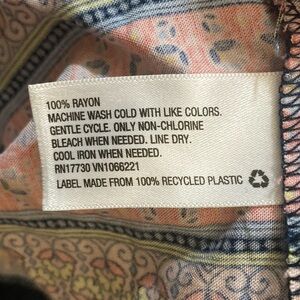 100% RAYON
MACHINE WASH COLD WITH LIKE COLORS.
GENTLE CYCLE. ONLY NON-CHLORINE
BLEACH WHEN NEEDED. LINE DRY.
COOL IRON WHEN NEEDED.
RN17730 VN1066221
LABEL MADE FROM 100% RECYCLED PLASTIC